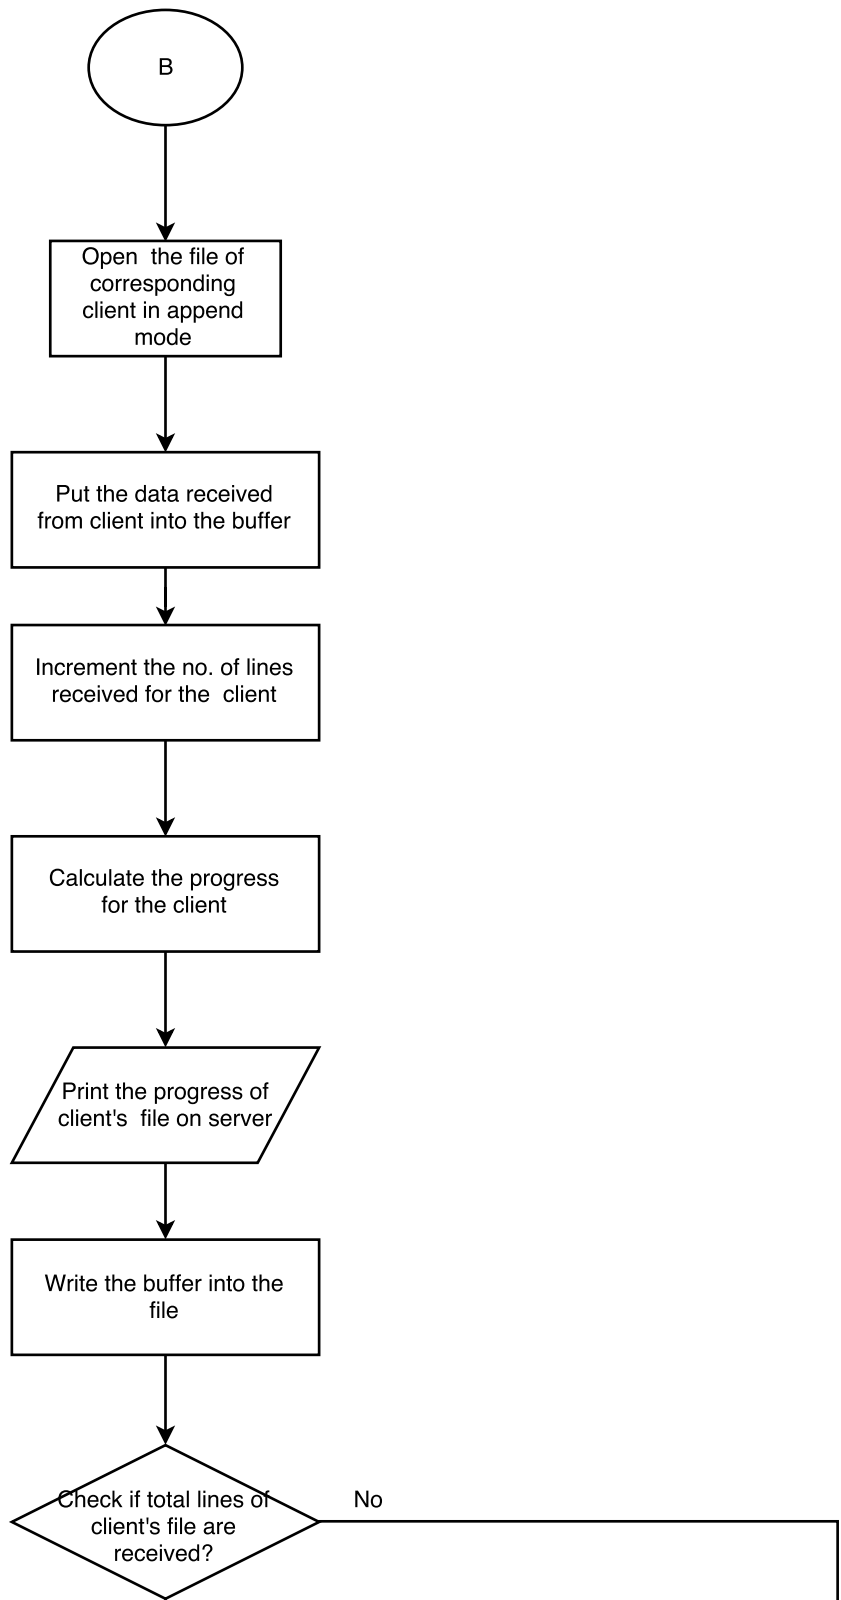 B
Open  the file of
corresponding
client in append
mode
Put the data received
from client into the buffer
Increment the no. of lines
received for the  client
Calculate the progress
for the client
Print the progress of
client's  file on server
Write the buffer into the
file
Check if total lines of
client's file are
received?
No